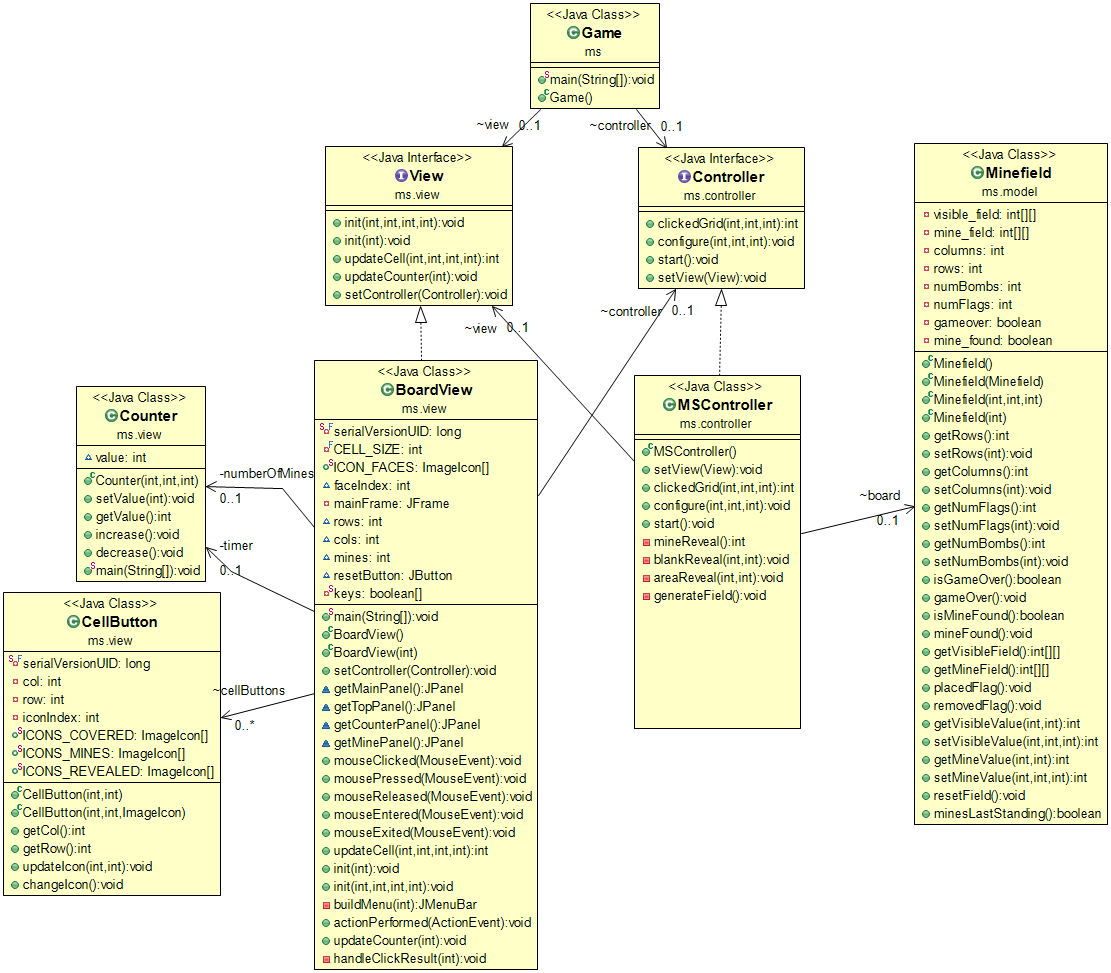 <<Java Class>>
Game
ms
main(String[]):void
Game()
~view 0..1
~controller 0..1
<<Java Interface>>
View
ms.view
init(int,int,int,int):void
init(int):void
updateCell(int,int,int,int):int
updateCounter(int):void
setController(Controller):void
<<Java Interface>>
Controller
ms.controller
clickedGrid(int,int,int):int
configure(int,int,int):void
start():void
setView(View):void
<<Java Class>>
Minefield
ms.model
visible_field: int[][]
mine_field: int[][]
columns: int
rows: int
numBombs: int
numFlags: int
gameover: boolean
mine_found: boolean
Minefield()
Minefield(Minefield)
Minefield(int,int,int)
Minefield(int)
getRows():int
setRows(int):void
getColumns():int
setColumns(int):void
getNumFlags():int
setNumFlags(int):void
getNumBombs():int
setNumBombs(int):void
isGameOver():boolean
gameOver():void
isMineFound():boolean
mineFound():void
getVisibleField():int[][]
getMineField():int[][]
placedFlag():void
removedFlag():void
getVisibleValue(int,int):int
setVisibleValue(int,int,int):int
getMineValue(int,int):int
setMineValue(int,int,int):int
resetField():void
minesLastStanding():boolean
~view 0..1
~controller 0..1
<<Java Class>>
BoardView
ms.view
serialVersionUID: long
CELL_SIZE: int
ICON_FACES: ImageIcon[]
faceIndex: int
mainFrame: JFrame
rows: int
cols: int
mines: int
resetButton: JButton
keys: boolean[]
main(String[]):void
BoardView()
BoardView(int)
setController(Controller):void
getMainPanel():JPanel
getTopPanel():JPanel
getCounterPanel():JPanel
getMinePanel():JPanel
mouseClicked(MouseEvent):void
mousePressed(MouseEvent):void
mouseReleased(MouseEvent):void
mouseEntered(MouseEvent):void
mouseExited(MouseEvent):void
updateCell(int,int,int,int):int
init(int):void
init(int,int,int,int):void
buildMenu(int):JMenuBar
actionPerformed(ActionEvent):void
updateCounter(int):void
handleClickResult(int):void
<<Java Class>>
MSController
ms.controller
MSController()
setView(View):void
clickedGrid(int,int,int):int
configure(int,int,int):void
start():void
mineReveal():int
blankReveal(int,int):void
areaReveal(int,int):void
generateField():void
~board
0..1
<<Java Class>>
Counter
ms.view
value: int
Counter(int,int,int)
setValue(int):void
getValue():int
increase():void
decrease():void
main(String[]):void
-numberOfMines
0..1
-timer
0..1
<<Java Class>>
CellButton
ms.view
serialVersionUID: long
col: int
row: int
iconIndex: int
ICONS_COVERED: ImageIcon[]
ICONS_MINES: ImageIcon[]
ICONS_REVEALED: ImageIcon[]
CellButton(int,int)
CellButton(int,int,ImageIcon)
getCol():int
getRow():int
updateIcon(int,int):void
changeIcon():void
~cellButtons
0..*